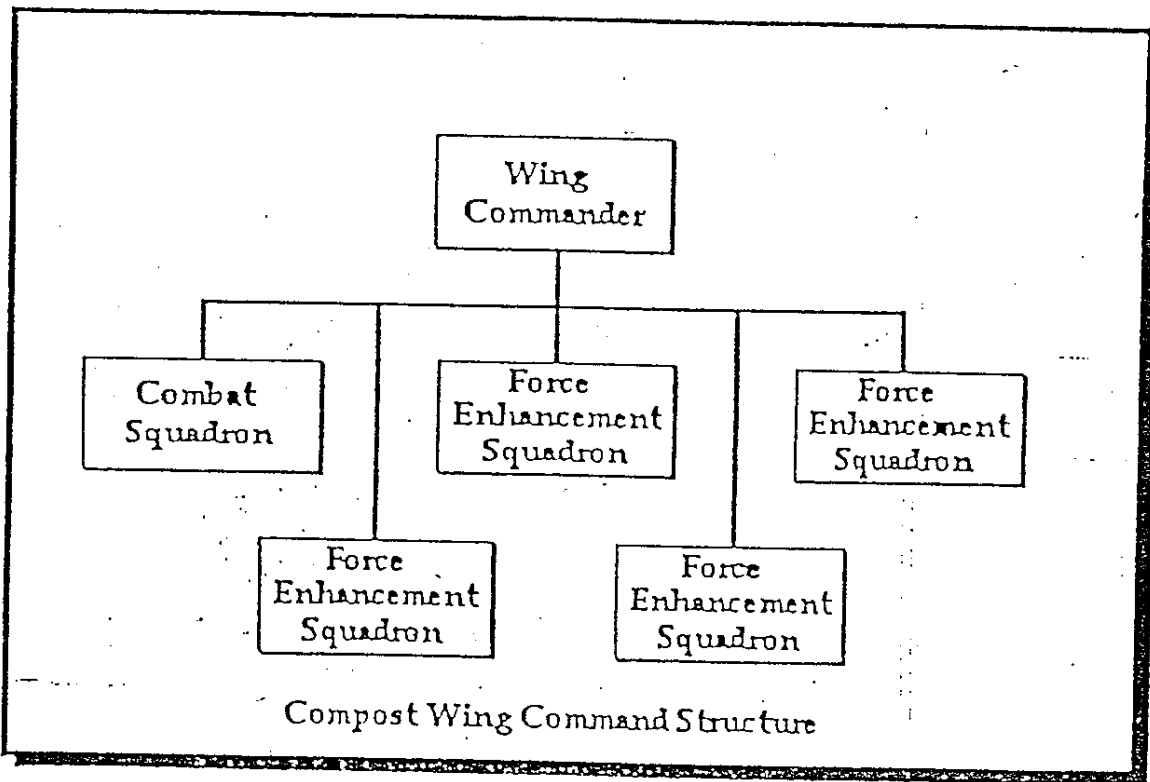 Wing
Commander
Combat
Squadron
Force
Enhancement
Squadron
Force
Enhancement
Squadron
Force
Enhancement
Squadron
Force
Enhancement
Squadron
Compost Wing Command Structure